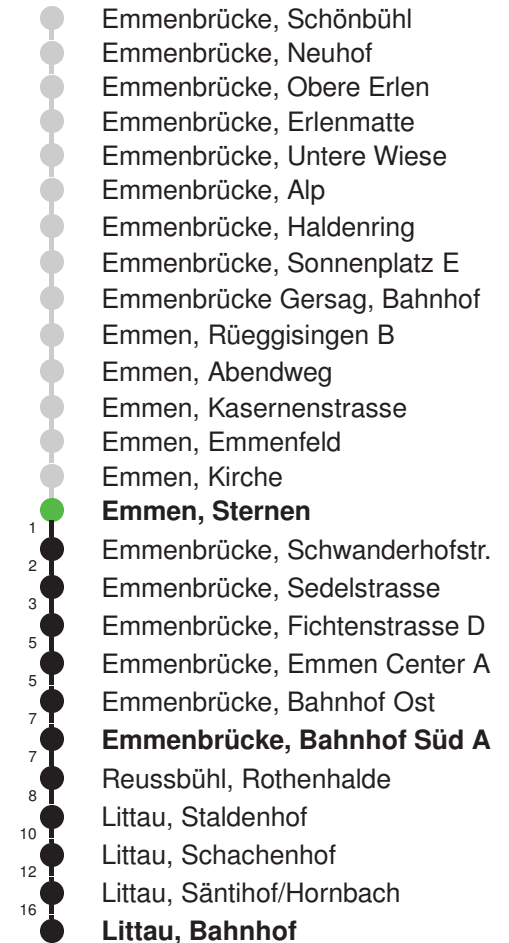 Emmenbrücke, Schönbühl
Emmenbrücke, Neuhof
Emmenbrücke, Obere Erlen
Emmenbrücke, Erlenmatte
Emmenbrücke, Untere Wiese
Emmenbrücke, Alp
Emmenbrücke, Haldenring
Emmenbrücke, Sonnenplatz E
Emmenbrücke Gersag, Bahnhof
Emmen, Rüeggisingen B
Emmen, Abendweg
Emmen, Kasernenstrasse
Emmen, Emmenfeld
Emmen, Kirche
Emmen, Sternen
1
Emmenbrücke, Schwanderhofstr.
2
Emmenbrücke, Sedelstrasse
3
Emmenbrücke, Fichtenstrasse D
5
Emmenbrücke, Emmen Center A
5
Emmenbrücke, Bahnhof Ost
7
Emmenbrücke, Bahnhof Süd A
7
Reussbühl, Rothenhalde
8
Littau, Staldenhof
10
Littau, Schachenhof
12
Littau, Säntihof/Hornbach
16
Littau, Bahnhof